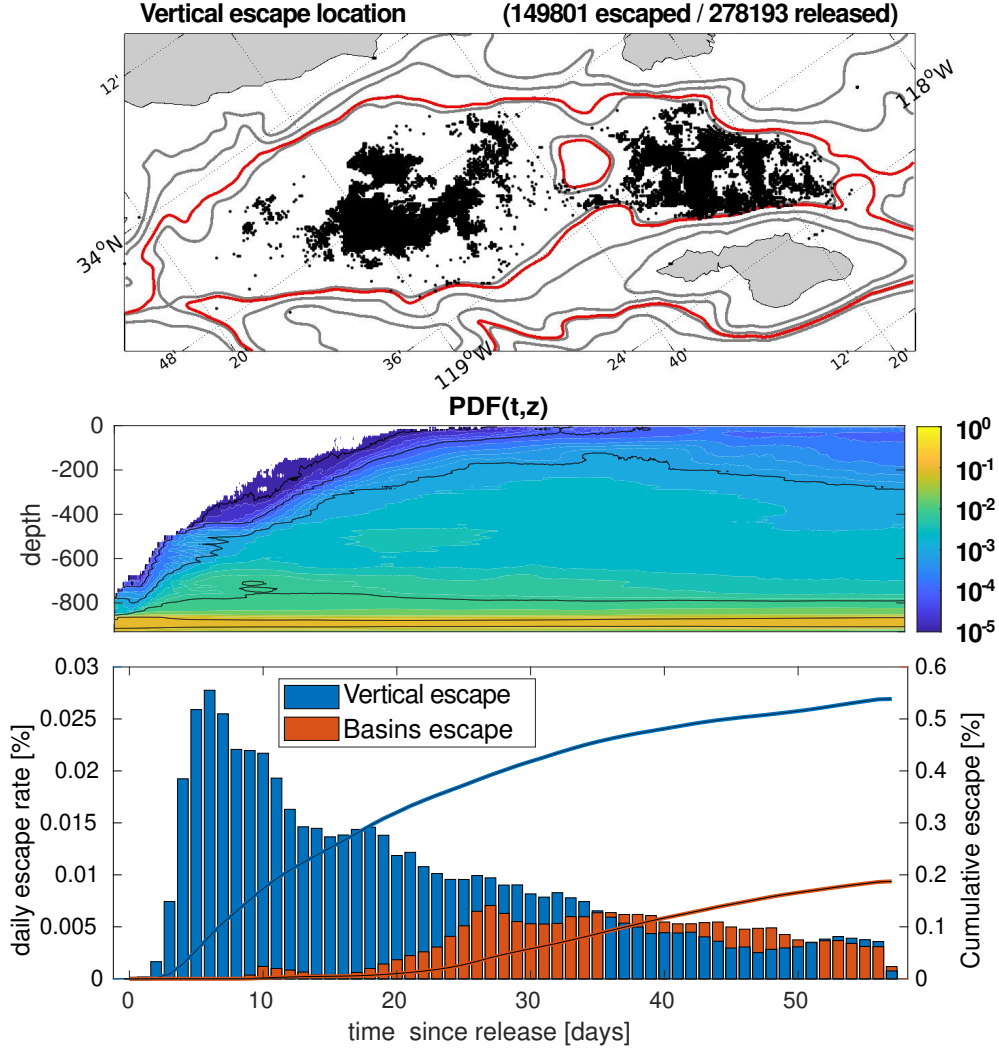 Vertical escape location (149801 escaped / 278193 released)
12'
118°W
34°N
48'
20'
36'
119°W
24'
40'
12'
20'
PDF(t,z)
0
-200
-400
-600
-800
depth
10^0
10^-1
10^-2
10^-3
10^-4
10^-5
0.03
0.025
0.02
0.015
0.01
0.005
0
daily escape rate [%]
Vertical escape
Basins escape
0.6
0.5
0.4
0.3
0.2
0.1
0
Cumulative escape [%]
0 10 20 30 40 50
time since release [days]